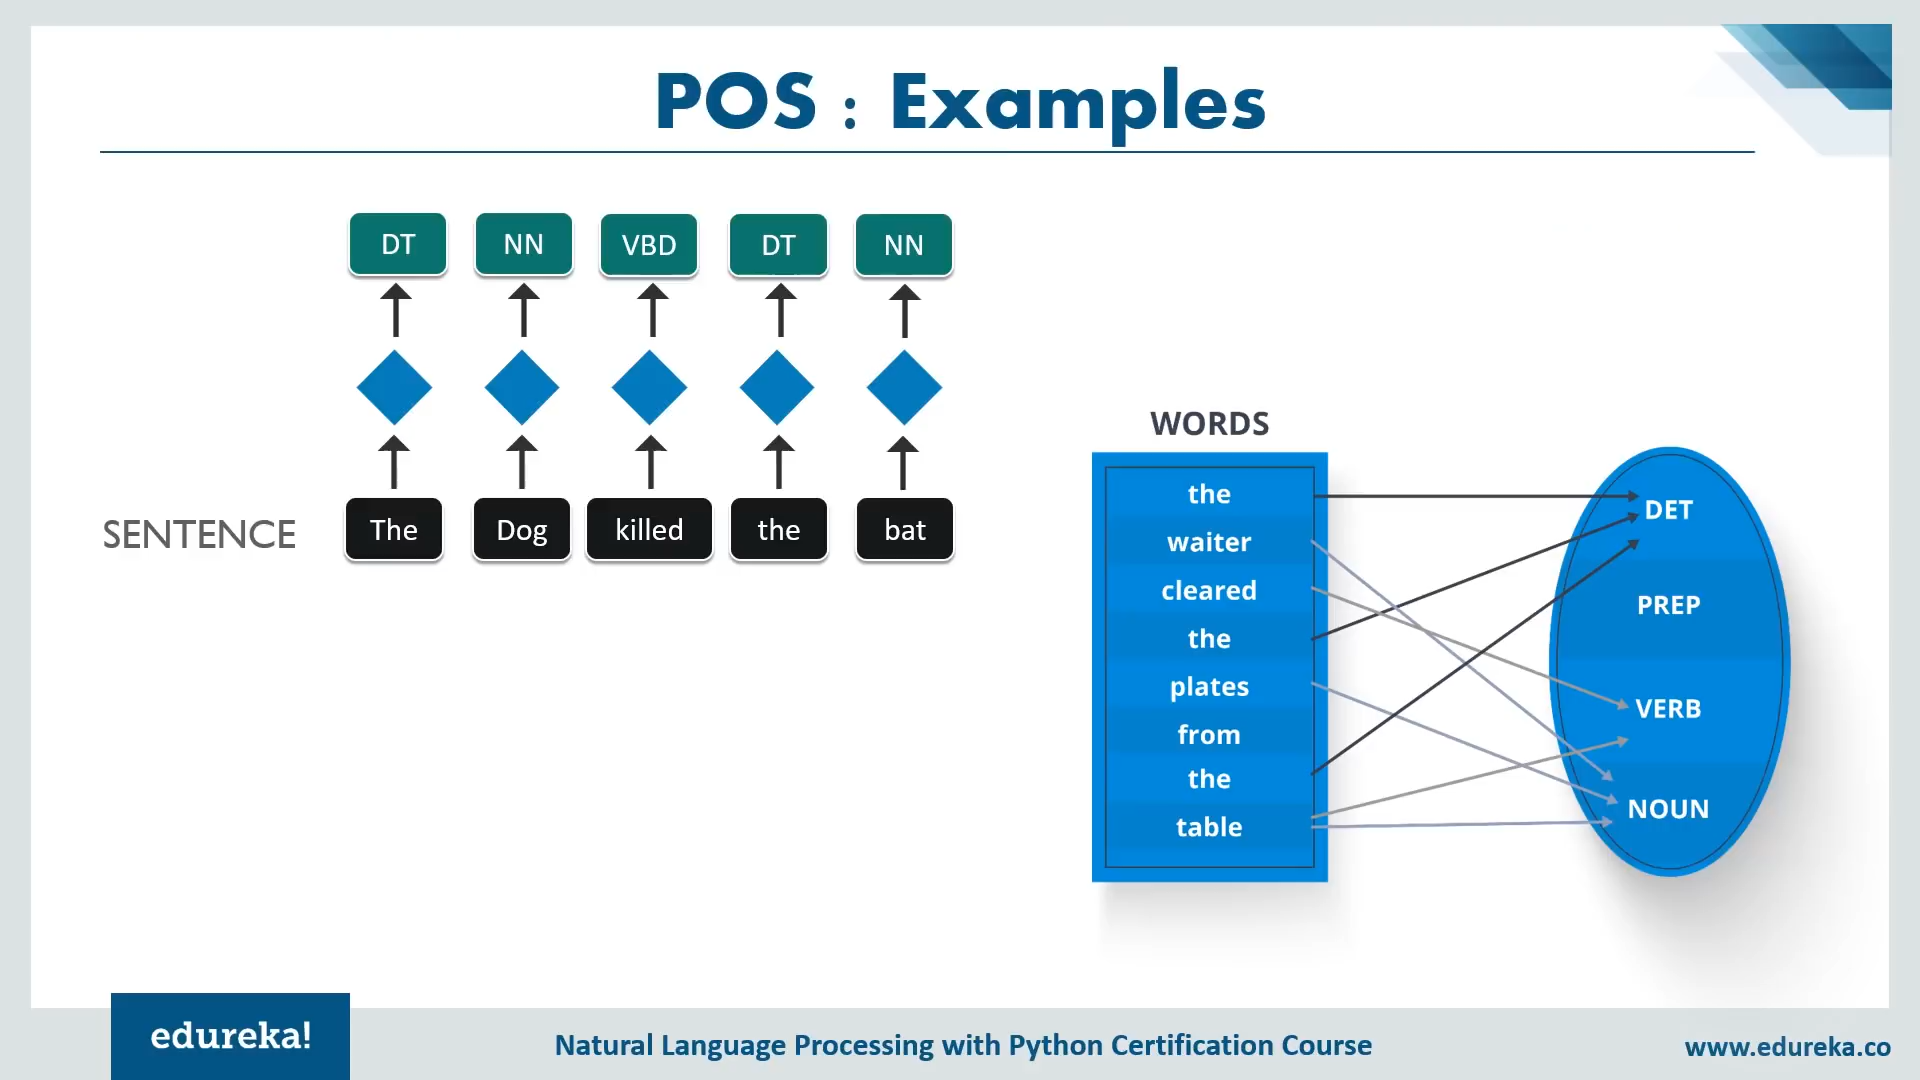 POS : Examples
DT NN VBD DT NN
SENTENCE The Dog killed the bat
WORDS
the
waiter
cleared
the
plates
from
the
table
DET
PREP
VERB
NOUN
edureka!
Natural Language Processing with Python Certification Course
www.edureka.co